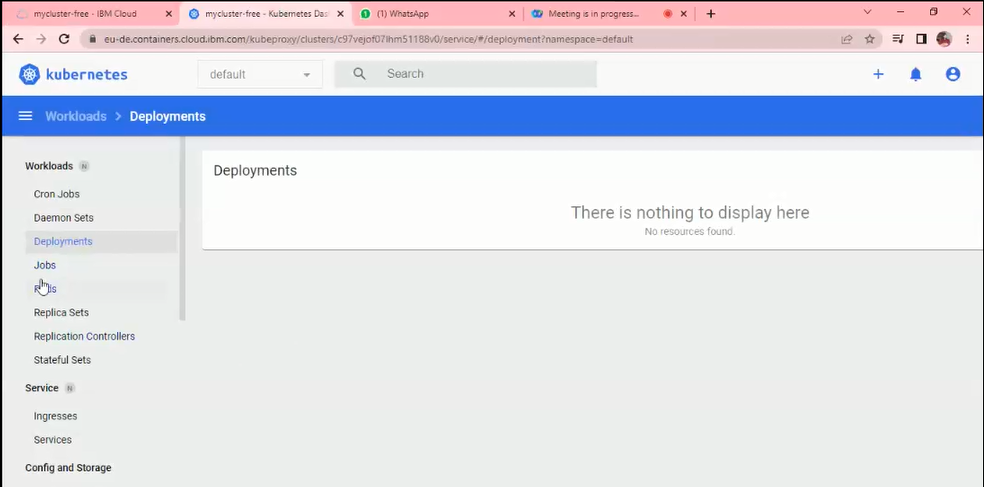 mycluster-free - IBM Cloud
mycluster-free - Kubernetes Das
(1) WhatsApp
Meeting is in progress...
eu-de.containers.cloud.ibm.com/kubeproxy/clusters/c97vejof07lhm51188v0/service/#/deployment?namespace=default
kubernetes
default
Search
Workloads > Deployments
Workloads N
Deployments
Cron Jobs
There is nothing to display here
Daemon Sets
No resources found.
Deployments
Jobs
Replica Sets
Replication Controllers
Stateful Sets
Service N
Ingresses
Services
Config and Storage